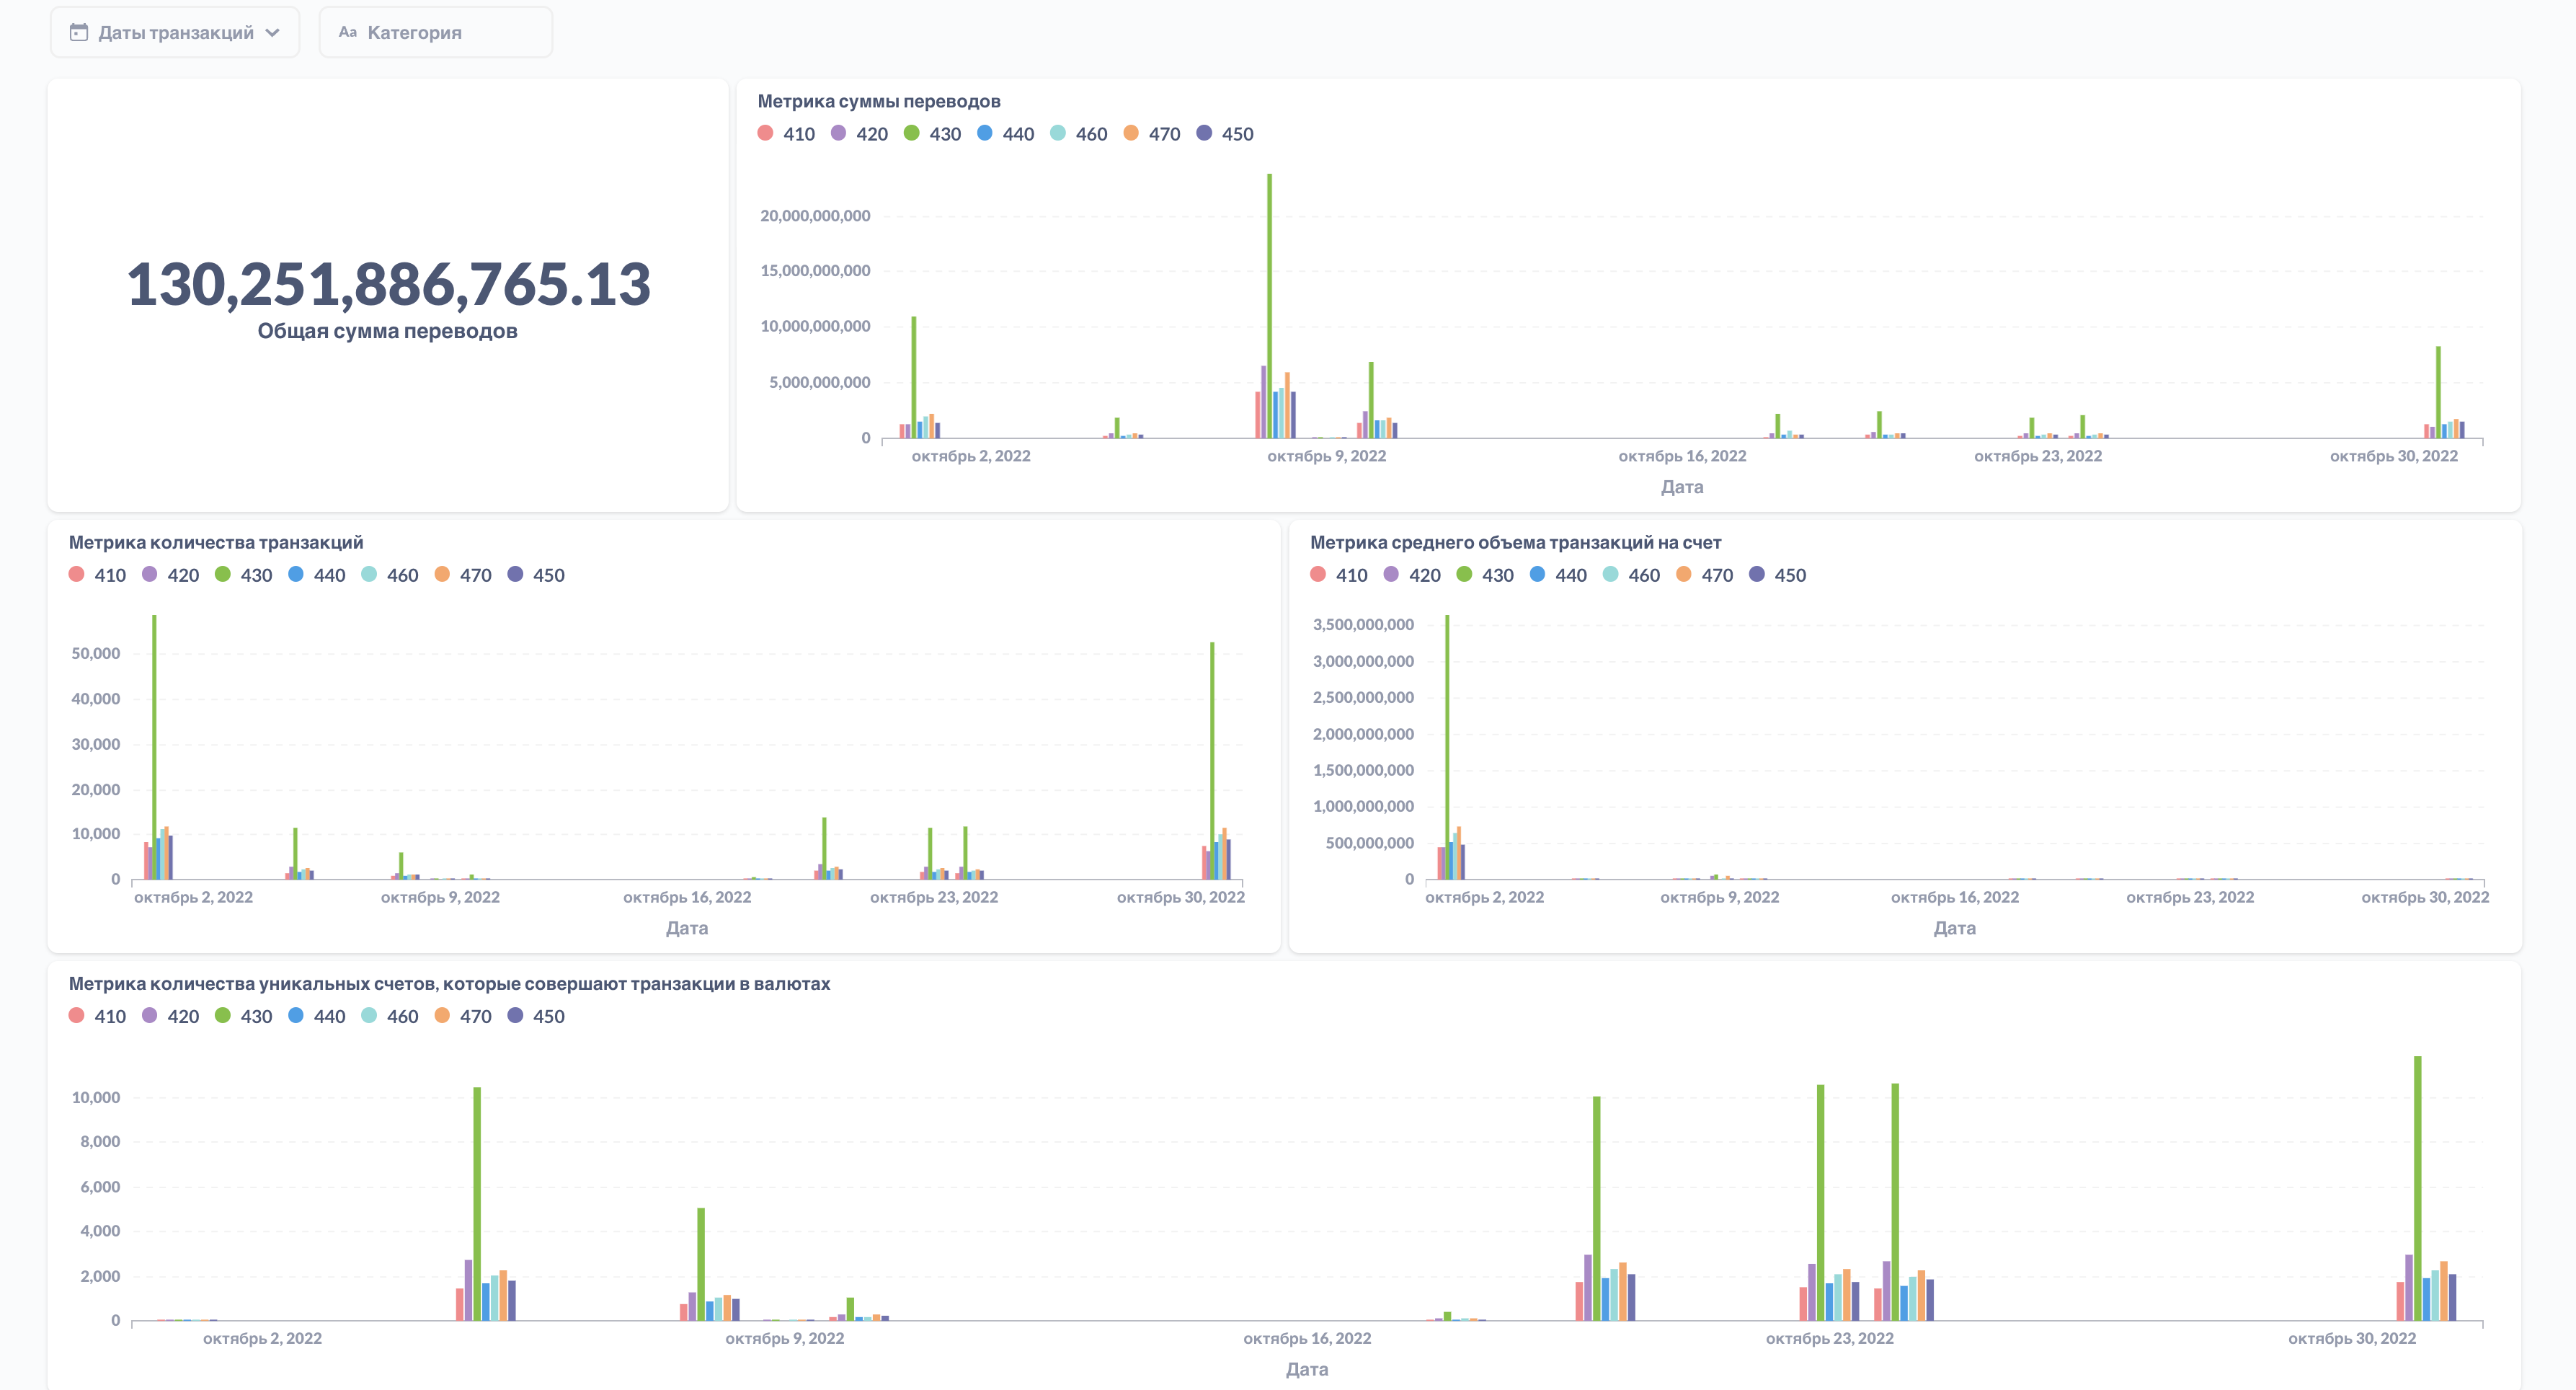 Даты транзакций
Aa Категория
130,251,886,765.13
Общая сумма переводов
Метрика суммы переводов
410 420 430 440 460 470 450
20,000,000,000
15,000,000,000
10,000,000,000
5,000,000,000
0
октябрь 2, 2022 октябрь 9, 2022 октябрь 16, 2022 октябрь 23, 2022 октябрь 30, 2022
Дата
Метрика количества транзакций
410 420 430 440 460 470 450
50,000
40,000
30,000
20,000
10,000
0
октябрь 2, 2022 октябрь 9, 2022 октябрь 16, 2022 октябрь 23, 2022 октябрь 30, 2022
Дата
Метрика среднего объема транзакций на счет
410 420 430 440 460 470 450
3,500,000,000
3,000,000,000
2,500,000,000
2,000,000,000
1,500,000,000
1,000,000,000
500,000,000
0
октябрь 2, 2022 октябрь 9, 2022 октябрь 16, 2022 октябрь 23, 2022 октябрь 30, 2022
Дата
Метрика количества уникальных счетов, которые совершают транзакции в валютах
410 420 430 440 460 470 450
10,000
8,000
6,000
4,000
2,000
0
октябрь 2, 2022 октябрь 9, 2022 октябрь 16, 2022 октябрь 23, 2022 октябрь 30, 2022
Дата